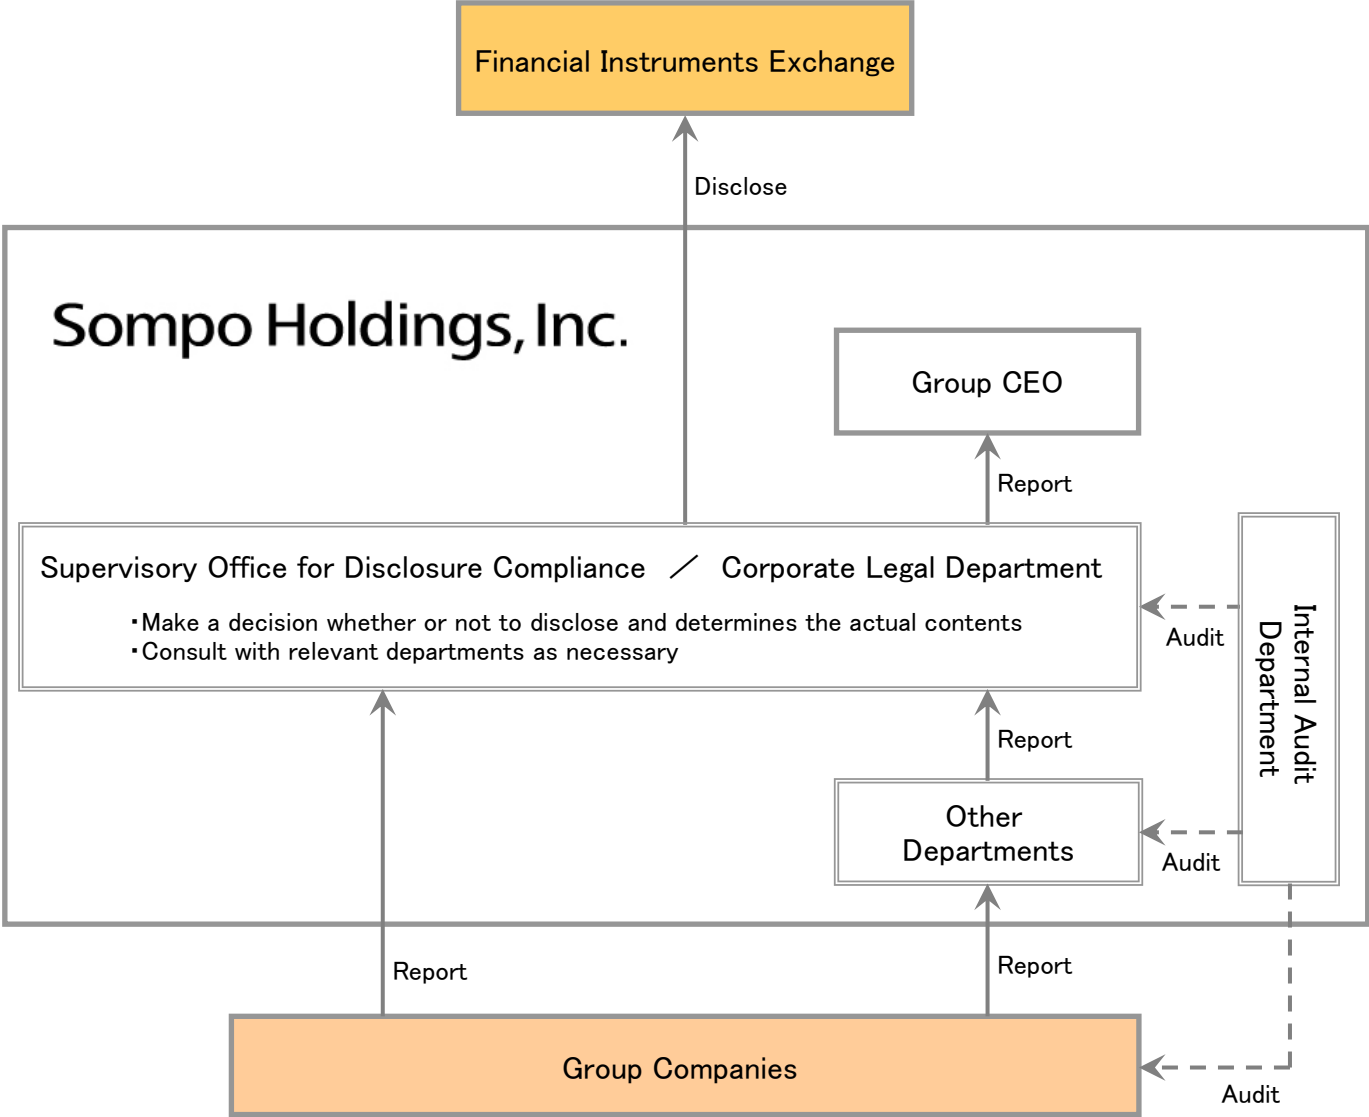 Financial Instruments Exchange
Disclose
Sompo Holdings, Inc.
Group CEO
Report
Supervisory Office for Disclosure Compliance ／ Corporate Legal Department
・Make a decision whether or not to disclose and determines the actual contents
・Consult with relevant departments as necessary
Audit
Internal Audit
Department
Report
Other
Departments
Audit
Report
Report
Group Companies
Audit